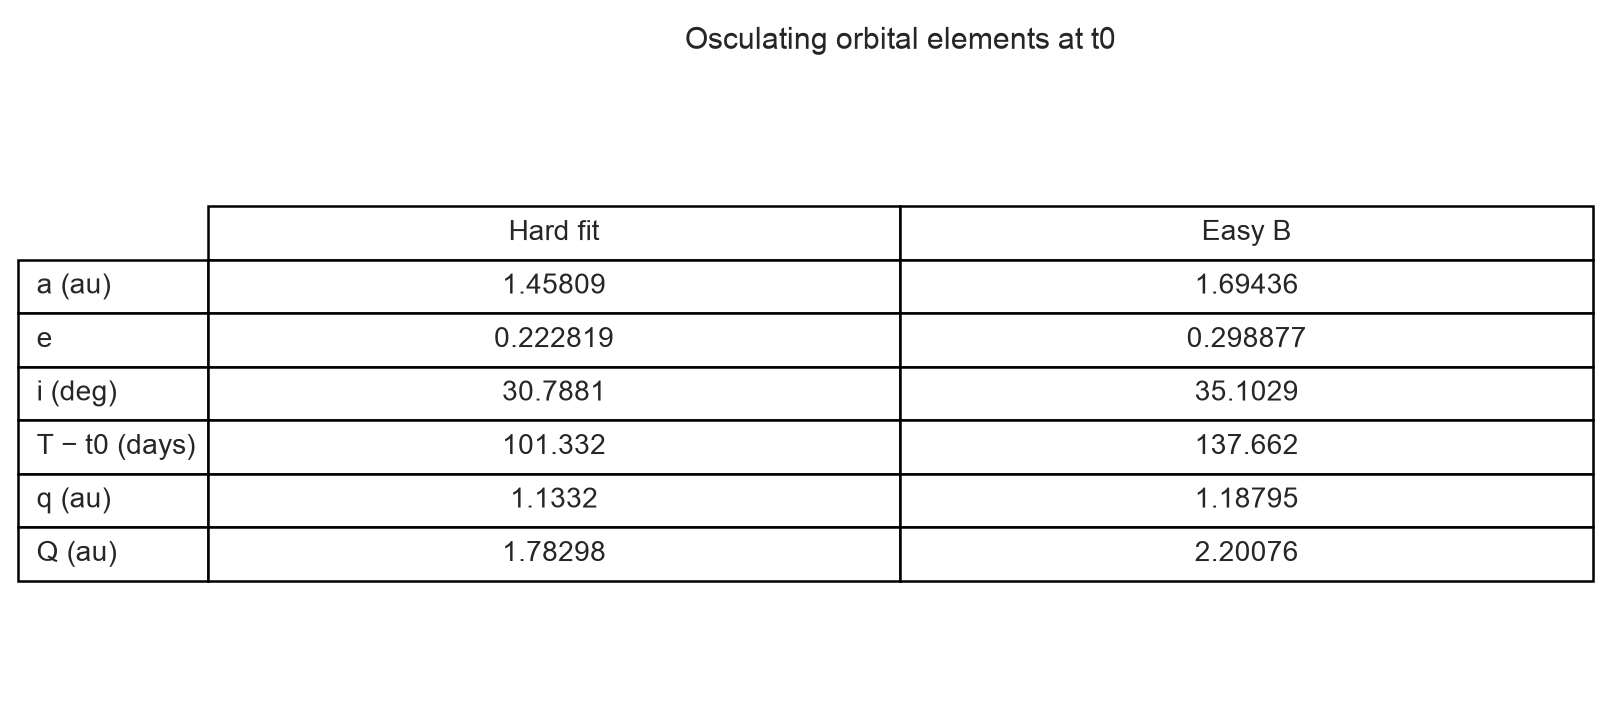 Osculating orbital elements at t0
Hard fit Easy B
a (au) 1.45809 1.69436
e 0.222819 0.298877
i (deg) 30.7881 35.1029
T − t0 (days) 101.332 137.662
q (au) 1.1332 1.18795
Q (au) 1.78298 2.20076